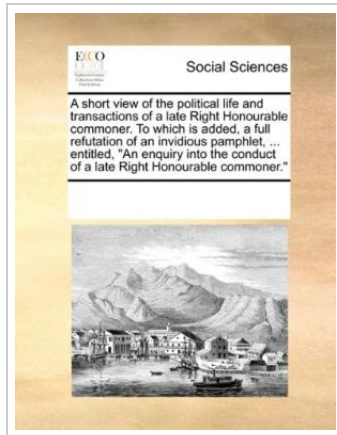 ECCO
Social Sciences
A short view of the political life and
transactions of a late Right Honourable
commoner. To which is added, a full
refutation of an invidious pamphlet, ...
entitled, "An enquiry into the conduct
of a late Right Honourable commoner."